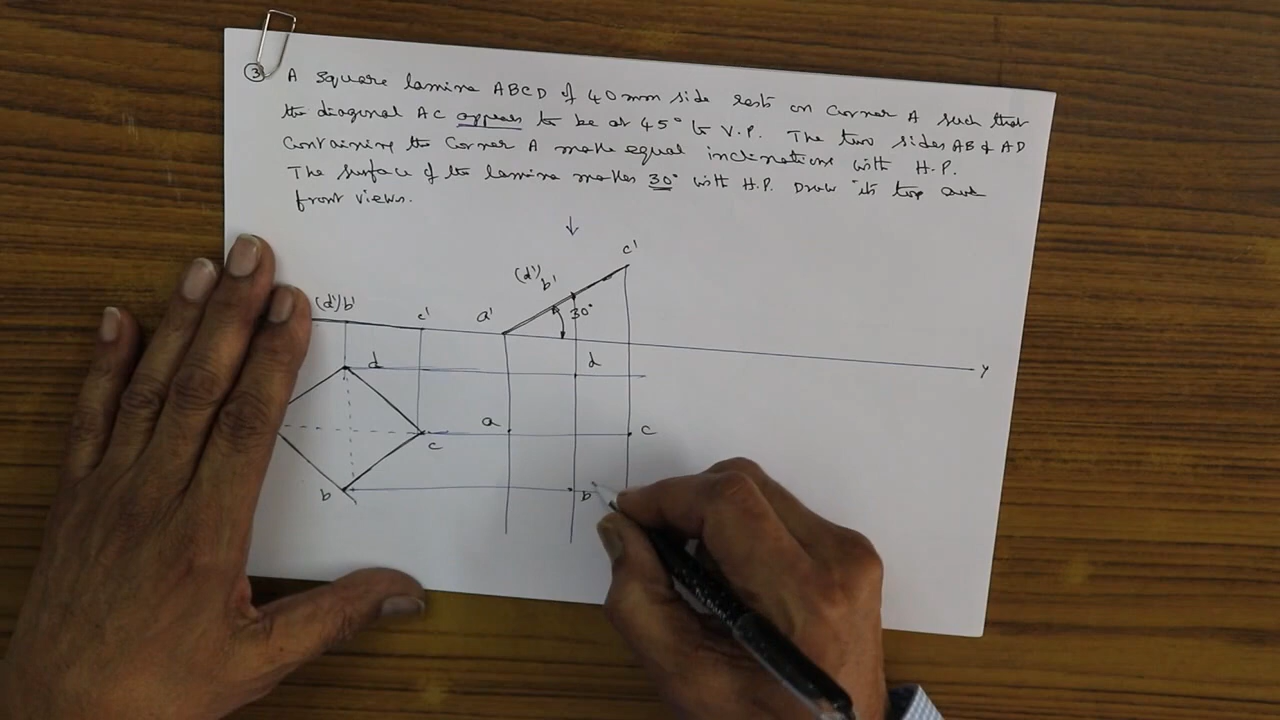 ③ A square lamina ABCD of 40mm side rests on corner A such that
the diagonal AC appears to be at 45° to V.P. The two sides AB & AD
containing the corner A make equal inclinations with H.P.
The surface of the lamina makes 30° with H.P. Draw its top and
front views.
c'
(d')b'
(d')b'
c'
a'
30°
y
d
d
a
c
c
b
b